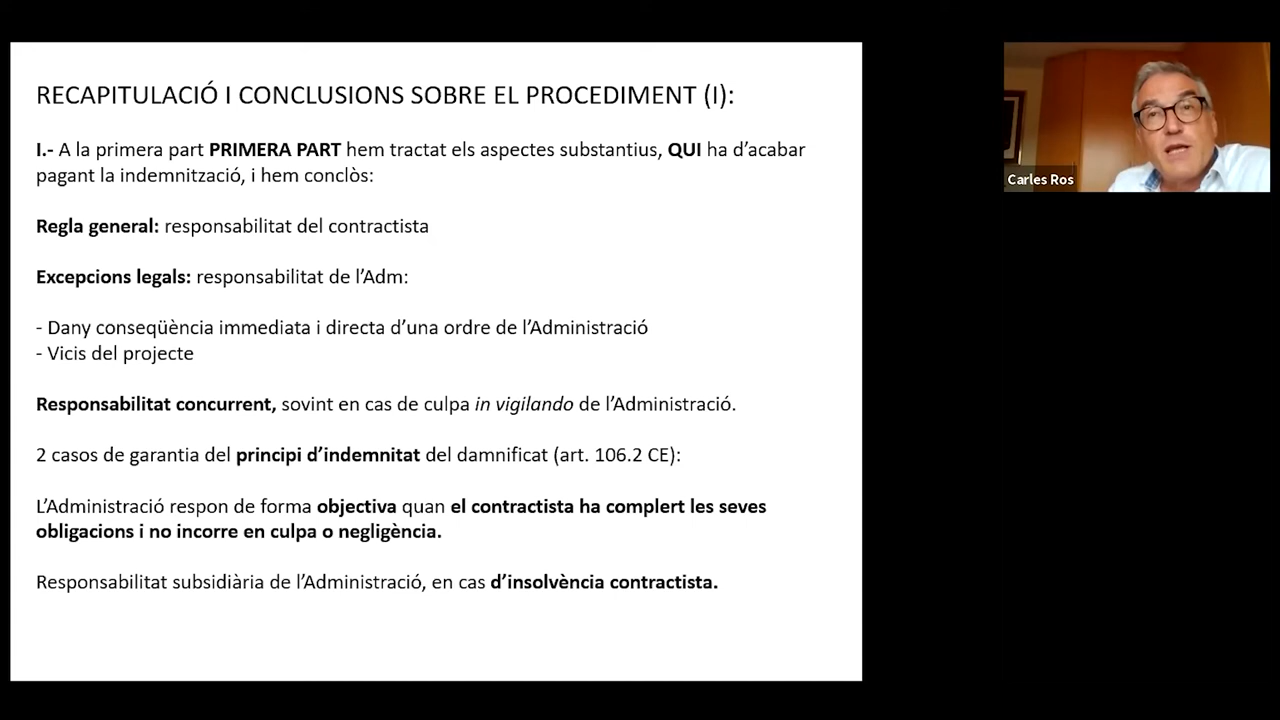 RECAPITULACIÓ I CONCLUSIONS SOBRE EL PROCEDIMENT (I):
I.- A la primera part PRIMERA PART hem tractat els aspectes substantius, QUI ha d’acabar
pagant la indemnització, i hem conclòs:
Regla general: responsabilitat del contractista
Excepcions legals: responsabilitat de l’Adm:
- Dany conseqüència immediata i directa d’una ordre de l’Administració
- Vicis del projecte
Responsabilitat concurrent, sovint en cas de culpa in vigilando de l’Administració.
2 casos de garantia del principi d’indemnitat del damnificat (art. 106.2 CE):
L’Administració respon de forma objectiva quan el contractista ha complert les seves
obligacions i no incorre en culpa o negligència.
Responsabilitat subsidiària de l’Administració, en cas d’insolvència contractista.
Carles Ros